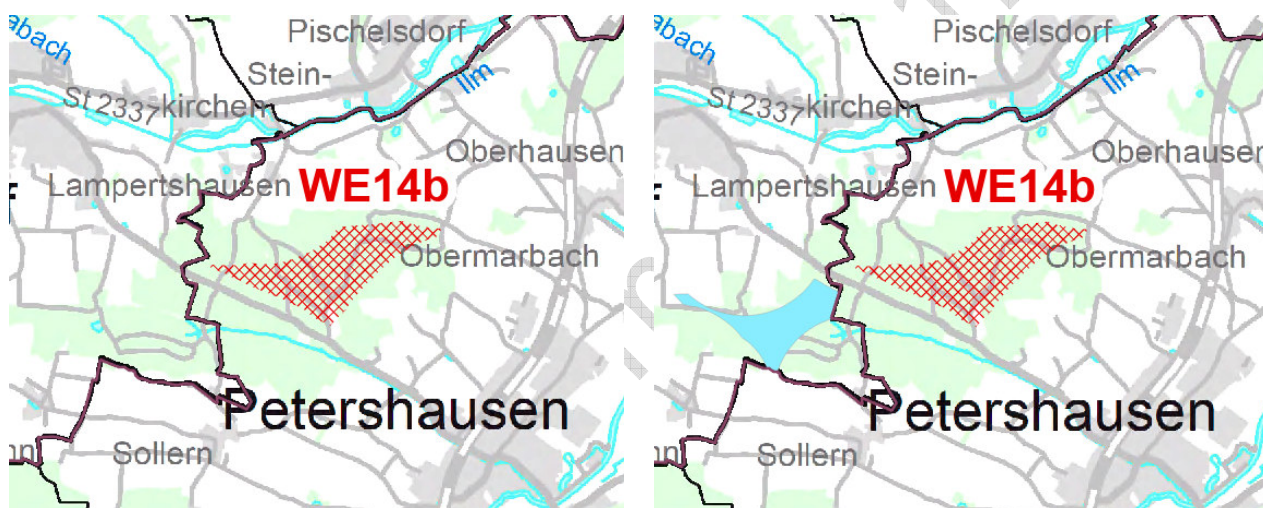 abach
Pischelsdorf
Stein-
Ilm
St 2337
kirchen
Oberhausen
Lampertshausen
WE14b
Obermarbach
Petershausen
Sollern
abach
Pischelsdorf
Stein-
Ilm
St 2337
kirchen
Oberhausen
Lampertshausen
WE14b
Obermarbach
Petershausen
Sollern